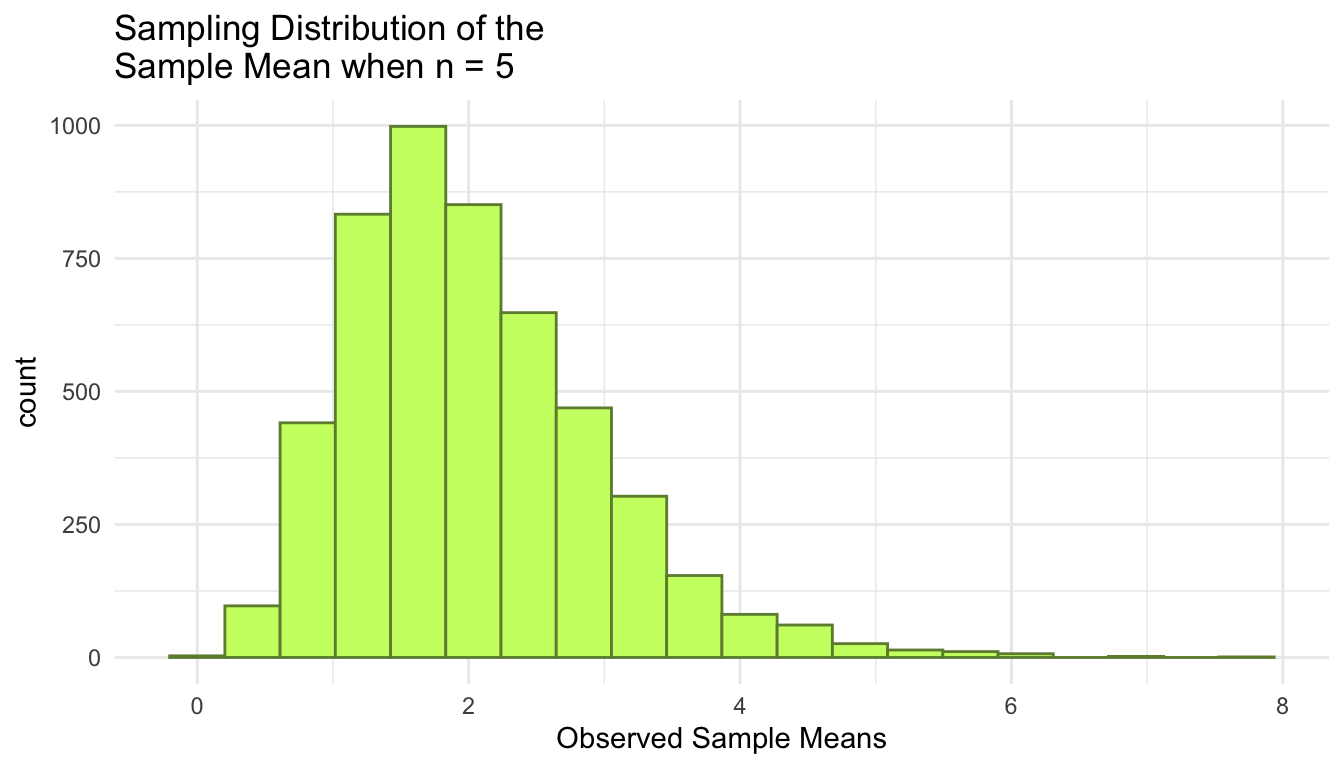 Sampling Distribution of the
Sample Mean when n = 5
count
1000
750
500
250
0
0 2 4 6 8
Observed Sample Means